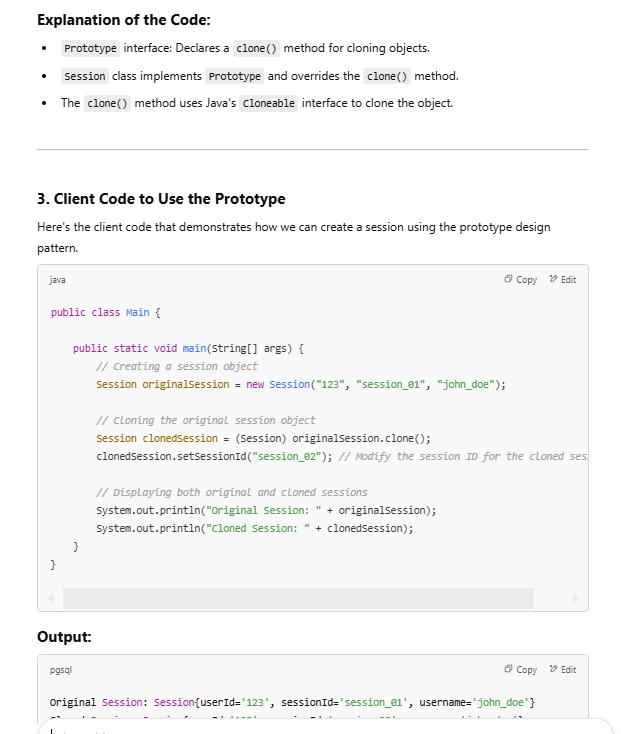 Explanation of the Code:
• Prototype interface: Declares a clone() method for cloning objects.
• Session class implements Prototype and overrides the clone() method.
• The clone() method uses Java's Cloneable interface to clone the object.
3. Client Code to Use the Prototype
Here's the client code that demonstrates how we can create a session using the prototype design
pattern.
java Copy Edit
public class Main {
public static void main(String[] args) {
// Creating a session object
Session originalSession = new Session("123", "session_01", "john_doe");
// Cloning the original session object
Session clonedSession = (Session) originalSession.clone();
clonedSession.setSessionId("session_02"); // Modify the session ID for the cloned ses
// Displaying both original and cloned sessions
System.out.println("Original Session: " + originalSession);
System.out.println("Cloned Session: " + clonedSession);
}
}
Output:
pgsql Copy Edit
Original Session: Session{userId='123', sessionId='session_01', username='john_doe'}